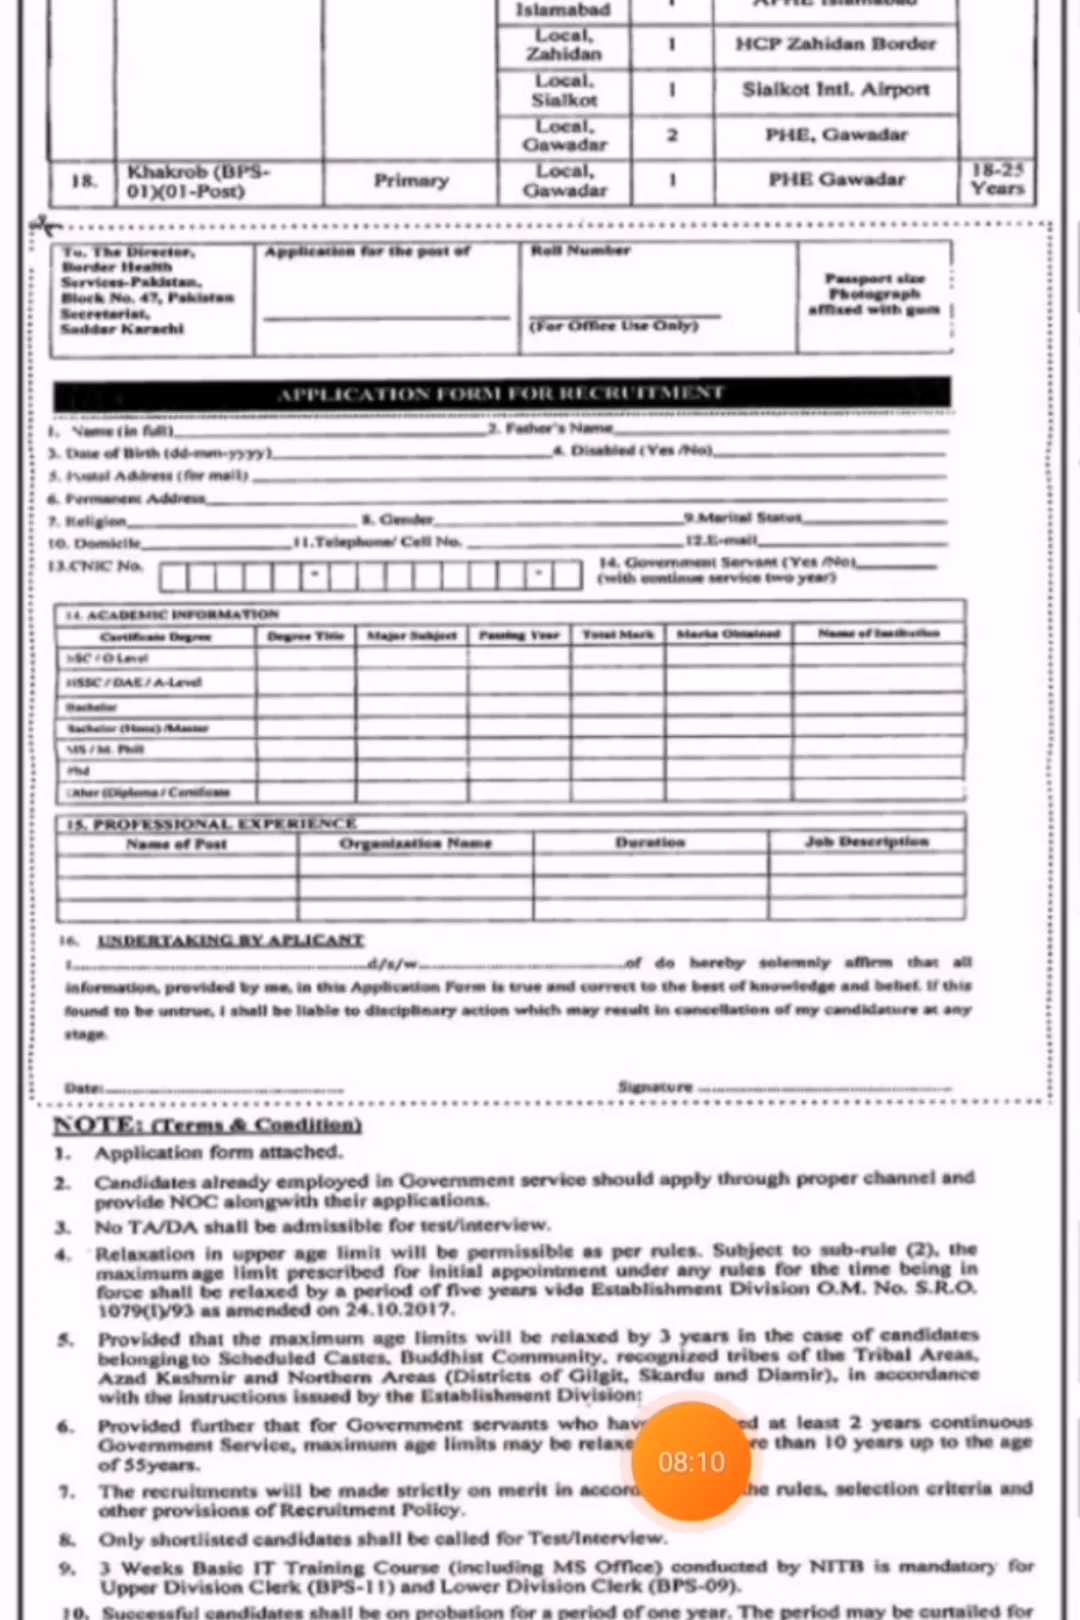 Islamabad
1
APHE Islamabad
Local,
Zahidan
1
HCP Zahidan Border
Local,
Sialkot
1
Sialkot Intl. Airport
Local,
Gawadar
2
PHE, Gawadar
18.
Khakrob (BPS-
01)(01-Post)
Primary
Local,
Gawadar
1
PHE Gawadar
18-25
Years
To. The Director,
Border Health
Services-Pakistan,
Block No. 47, Pakistan
Secretariat,
Saddar Karachi
Application for the post of
Roll Number
(For Office Use Only)
Passport size
Photograph
affixed with gum
APPLICATION FORM FOR RECRUITMENT
1. Name (in full) 2. Father's Name
3. Date of Birth (dd-mm-yyyy) 4. Disabled (Yes /No)
5. Postal Address (for mail)
6. Permanent Address
7. Religion 8. Gender 9.Marital Status
10. Domicile 11.Telephone/ Cell No. 12.E-mail
13.CNIC No. - - 14. Government Servant (Yes /No)
(with continue service two year)
14. ACADEMIC INFORMATION
Certificate Degree Degree Title Major Subject Passing Year Total Mark Marks Obtained Name of Institution
SSC / O Level
HSSC / DAE / A-Level
Bachelor
Bachelor (Hons) /Master
MS / M. Phill
Phd
Other (Diploma / Certificate
15. PROFESSIONAL EXPERIENCE
Name of Post Organization Name Duration Job Description
16. UNDERTAKING BY APLICANT
I d/s/w of do hereby solemnly affirm that all
information, provided by me, in this Application Form is true and correct to the best of knowledge and belief. If this
found to be untrue, I shall be liable to disciplinary action which may result in cancellation of my candidature at any
stage.
Date: Signature
NOTE: (Terms & Condition)
1. Application form attached.
2. Candidates already employed in Government service should apply through proper channel and
provide NOC alongwith their applications.
3. No TA/DA shall be admissible for test/interview.
4. Relaxation in upper age limit will be permissible as per rules. Subject to sub-rule (2), the
maximum age limit prescribed for initial appointment under any rules for the time being in
force shall be relaxed by a period of five years vide Establishment Division O.M. No. S.R.O.
1079(1)/93 as amended on 24.10.2017.
5. Provided that the maximum age limits will be relaxed by 3 years in the case of candidates
belonging to Scheduled Castes, Buddhist Community, recognized tribes of the Tribal Areas,
Azad Kashmir and Northern Areas (Districts of Gilgit, Skardu and Diamir), in accordance
with the instructions issued by the Establishment Division:
6. Provided further that for Government servants who have at least 2 years continuous
Government Service, maximum age limits may be than 10 years up to the age
of 55years.
08:10
7. The recruitments will be made strictly on merit in rules, selection criteria and
other provisions of Recruitment Policy.
8. Only shortlisted candidates shall be called for Test/Interview.
9. 3 Weeks Basic IT Training Course (including MS Office) conducted by NITB is mandatory for
Upper Division Clerk (BPS-11) and Lower Division Clerk (BPS-09).
10. Successful candidates shall be on probation for a period of one year. The period may be curtailed for